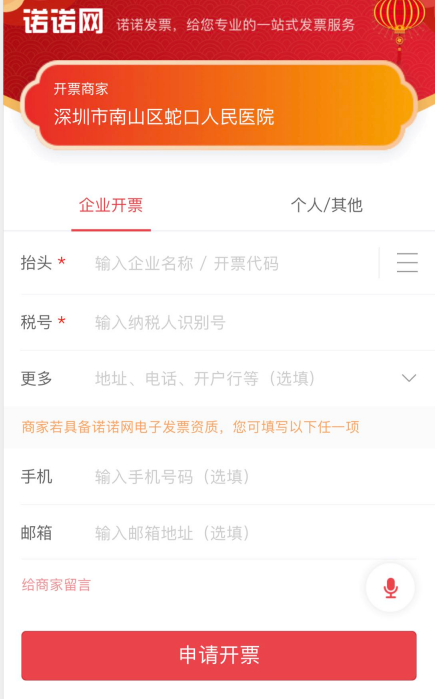 诺诺网 诺诺发票，给您专业的一站式发票服务
开票商家
深圳市南山区蛇口人民医院
企业开票 个人/其他
抬头 * 输入企业名称 / 开票代码
税号 * 输入纳税人识别号
更多 地址、电话、开户行等（选填）
商家若具备诺诺网电子发票资质，您可填写以下任一项
手机 输入手机号码（选填）
邮箱 输入邮箱地址（选填）
给商家留言
申请开票